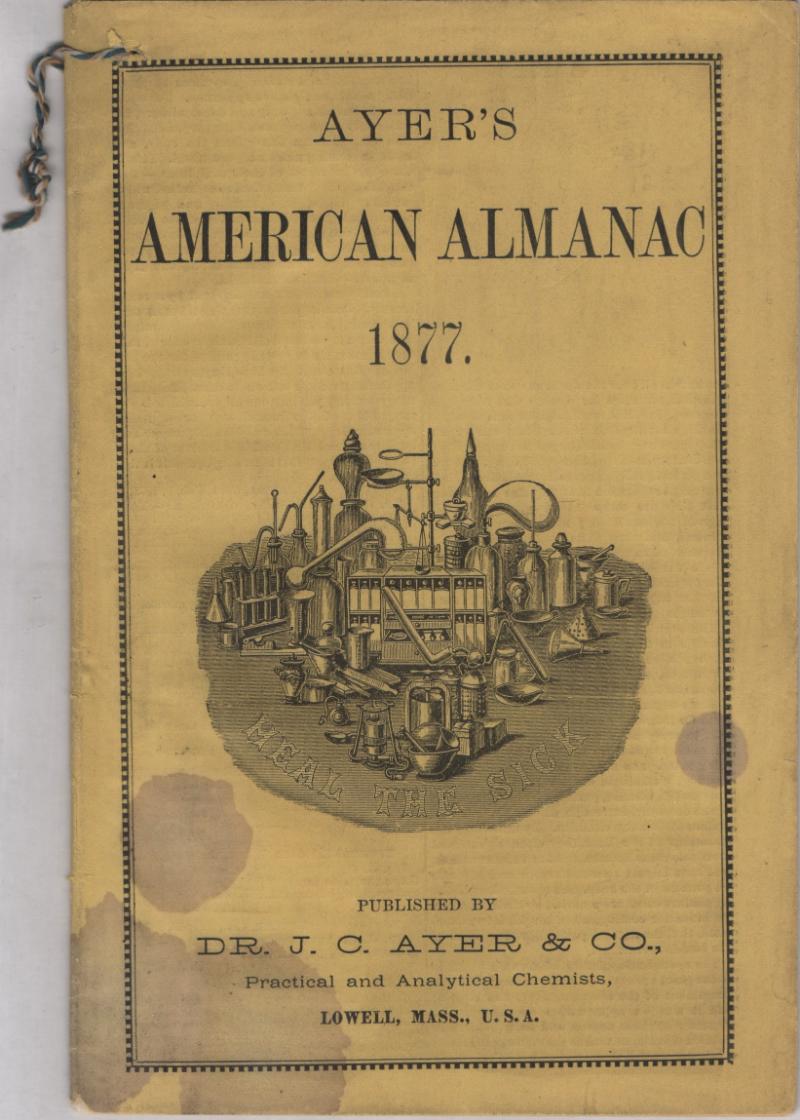 AYER'S
AMERICAN ALMANAC
1877.
HEAL THE SICK
PUBLISHED BY
DR. J. C. AYER & CO.,
Practical and Analytical Chemists,
LOWELL, MASS., U. S. A.